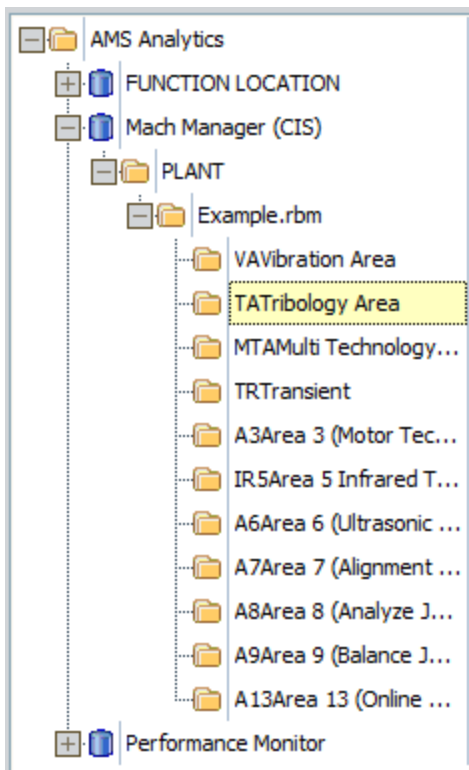 AMS Analytics
FUNCTION LOCATION
Mach Manager (CIS)
PLANT
Example.rbm
VAVibration Area
TATribology Area
MTAMulti Technology...
TRTransient
A3Area 3 (Motor Tec...
IR5Area 5 Infrared T...
A6Area 6 (Ultrasonic ...
A7Area 7 (Alignment ...
A8Area 8 (Analyze J...
A9Area 9 (Balance J...
A13Area 13 (Online ...
Performance Monitor